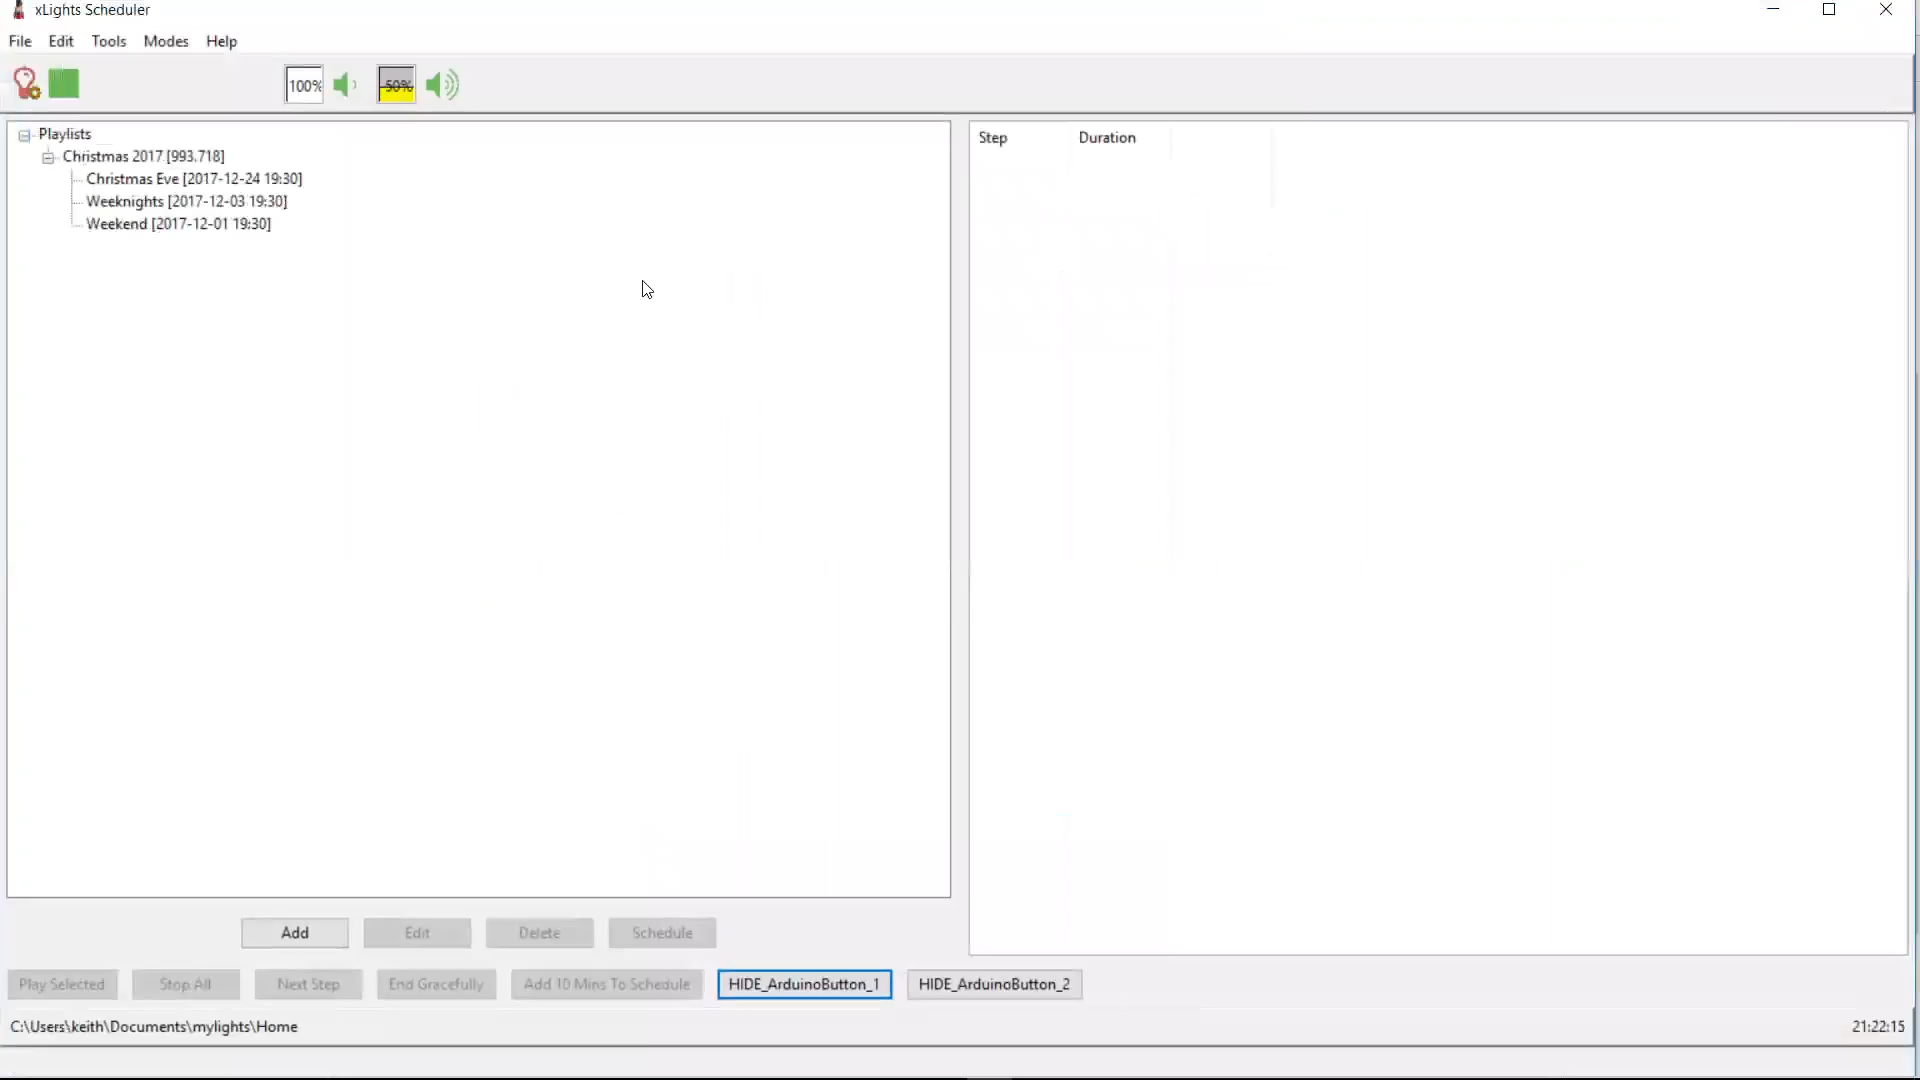 xLights Scheduler
File Edit Tools Modes Help
100% 50%
Playlists
Christmas 2017 [993.718]
Christmas Eve [2017-12-24 19:30]
Weeknights [2017-12-03 19:30]
Weekend [2017-12-01 19:30]
Step Duration
Add Edit Delete Schedule
Play Selected Stop All Next Step End Gracefully Add 10 Mins To Schedule HIDE_ArduinoButton_1 HIDE_ArduinoButton_2
C:\Users\keith\Documents\mylights\Home 21:22:15